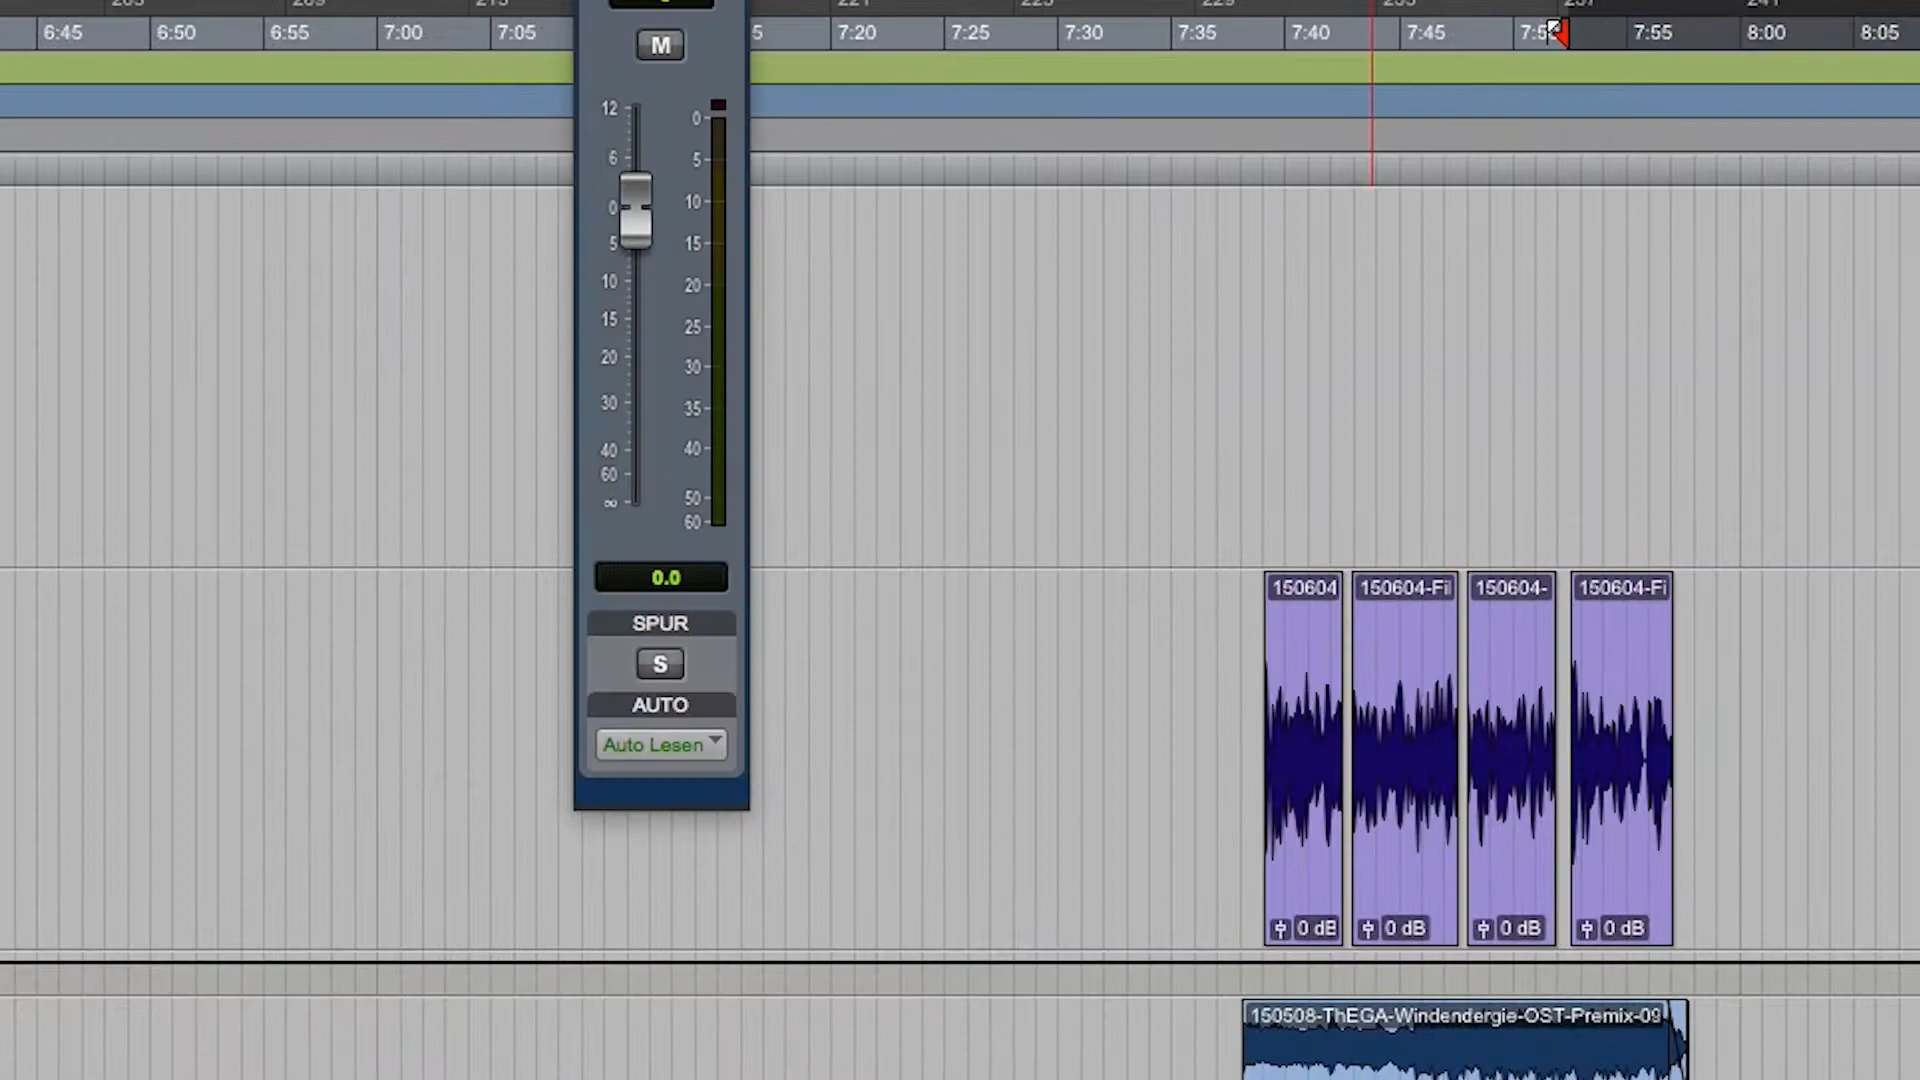 6:45 6:50 6:55 7:00 7:05 5 7:20 7:25 7:30 7:35 7:40 7:45 7:5 7:55 8:00 8:05
M
12 6 0 5 10 15 20 30 40 60 ∞
0 5 10 15 20 25 30 35 40 50 60
0.0
SPUR
S
AUTO
Auto Lesen
150604 150604-Fi 150604- 150604-Fi
0 dB 0 dB 0 dB 0 dB
150508-ThEGA-Windendergie-OST-Premix-09